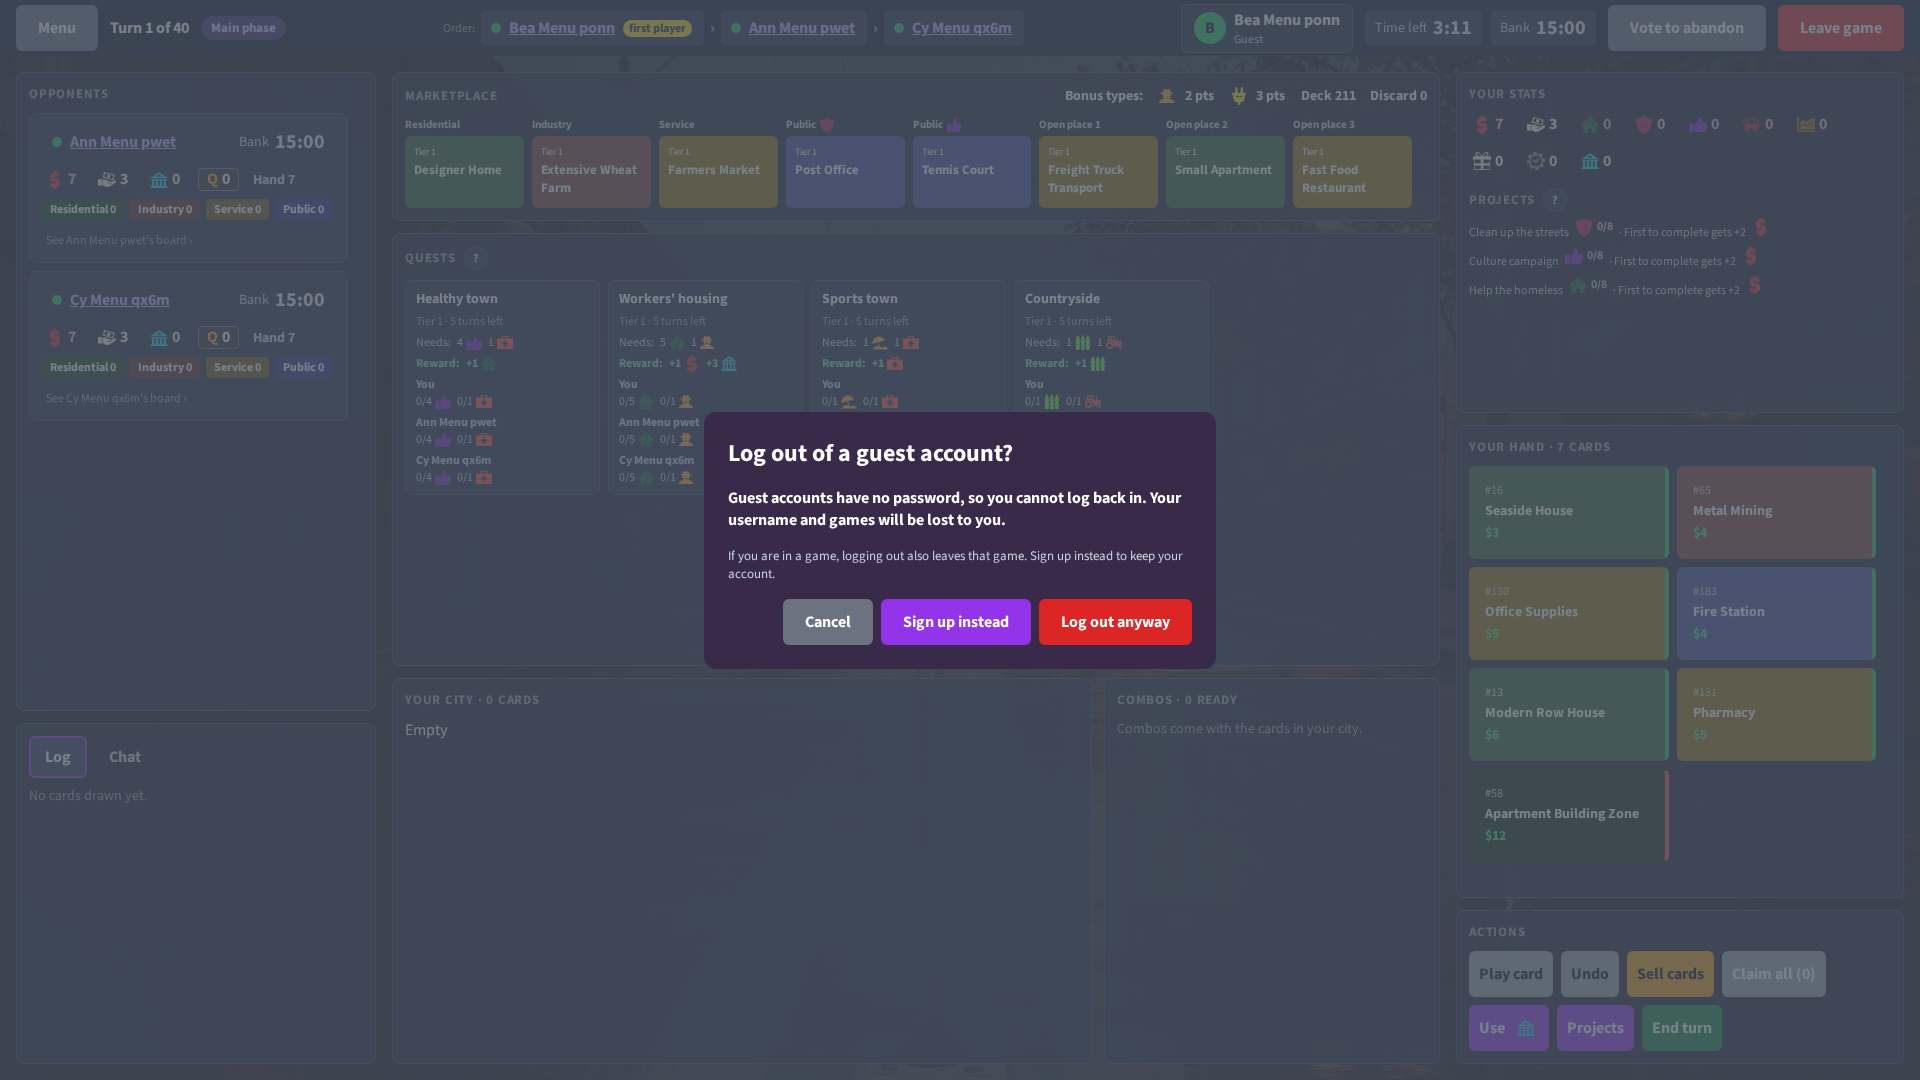 Menu
Turn 1 of 40
Main phase
Order:
Bea Menu ponn
first player
›
Ann Menu pwet
›
Cy Menu qx6m
B
Bea Menu ponn
Guest
Time left 3:11
Bank 15:00
Vote to abandon
Leave game
OPPONENTS
Ann Menu pwet
Bank 15:00
7 3 0 Q 0 Hand 7
Residential 0 Industry 0 Service 0 Public 0
See Ann Menu pwet's board ›
Cy Menu qx6m
Bank 15:00
7 3 0 Q 0 Hand 7
Residential 0 Industry 0 Service 0 Public 0
See Cy Menu qx6m's board ›
Log
Chat
No cards drawn yet.
MARKETPLACE
Bonus types: 2 pts 3 pts Deck 211 Discard 0
Residential
Tier 1
Designer Home
Industry
Tier 1
Extensive Wheat
Farm
Service
Tier 1
Farmers Market
Public
Tier 1
Post Office
Public
Tier 1
Tennis Court
Open place 1
Tier 1
Freight Truck
Transport
Open place 2
Tier 1
Small Apartment
Open place 3
Tier 1
Fast Food
Restaurant
QUESTS ?
Healthy town
Tier 1 · 5 turns left
Needs: 4 1
Reward: +1
You
0/4 0/1
Ann Menu pwet
0/4 0/1
Cy Menu qx6m
0/4 0/1
Workers' housing
Tier 1 · 5 turns left
Needs: 5 1
Reward: +1 +3
You
0/5 0/1
Ann Menu pwet
0/5 0/1
Cy Menu qx6m
0/5 0/1
Sports town
Tier 1 · 5 turns left
Needs: 1 1
Reward: +1
You
0/1 0/1
Countryside
Tier 1 · 5 turns left
Needs: 1 1
Reward: +1
You
0/1 0/1
Log out of a guest account?
Guest accounts have no password, so you cannot log back in. Your
username and games will be lost to you.
If you are in a game, logging out also leaves that game. Sign up instead to keep your
account.
Cancel
Sign up instead
Log out anyway
YOUR CITY · 0 CARDS
Empty
COMBOS · 0 READY
Combos come with the cards in your city.
YOUR STATS
7 3 0 0 0 0 0
0 0 0
PROJECTS ?
Clean up the streets 0/8 · First to complete gets +2
Culture campaign 0/8 · First to complete gets +2
Help the homeless 0/8 · First to complete gets +2
YOUR HAND · 7 CARDS
#16
Seaside House
$3
#65
Metal Mining
$4
#130
Office Supplies
$5
#183
Fire Station
$4
#13
Modern Row House
$6
#131
Pharmacy
$5
#58
Apartment Building Zone
$12
ACTIONS
Play card
Undo
Sell cards
Claim all (0)
Use
Projects
End turn